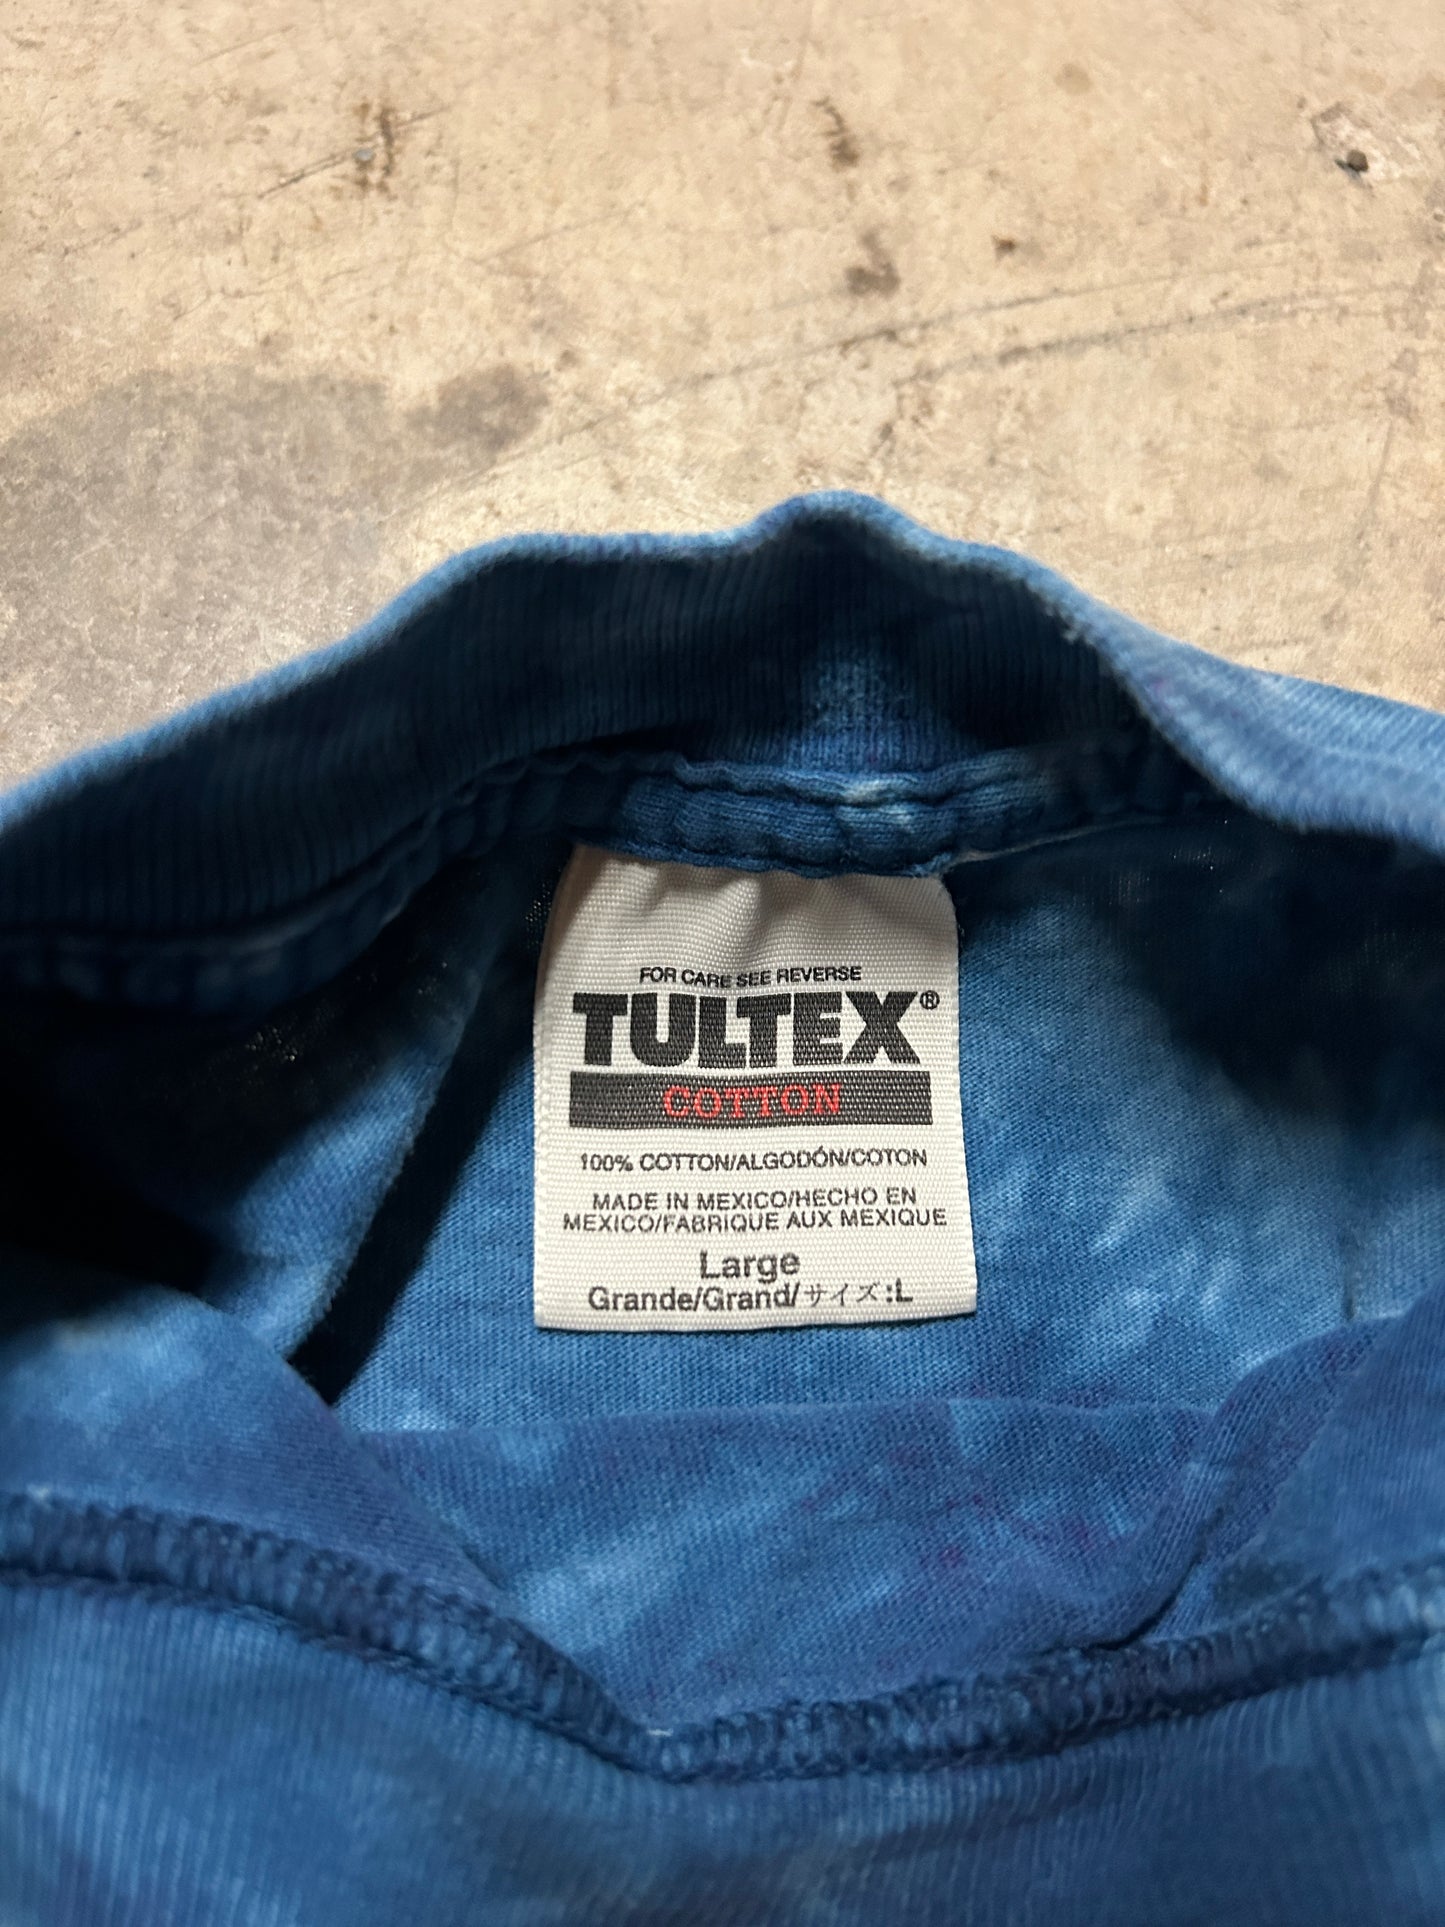 FOR CARE SEE REVERSE
TULTEX®
COTTON
100% COTTON/ALGODÓN/COTON
MADE IN MEXICO/HECHO EN
MEXICO/FABRIQUE AUX MEXIQUE
Large
Grande/Grand/サイズ:L